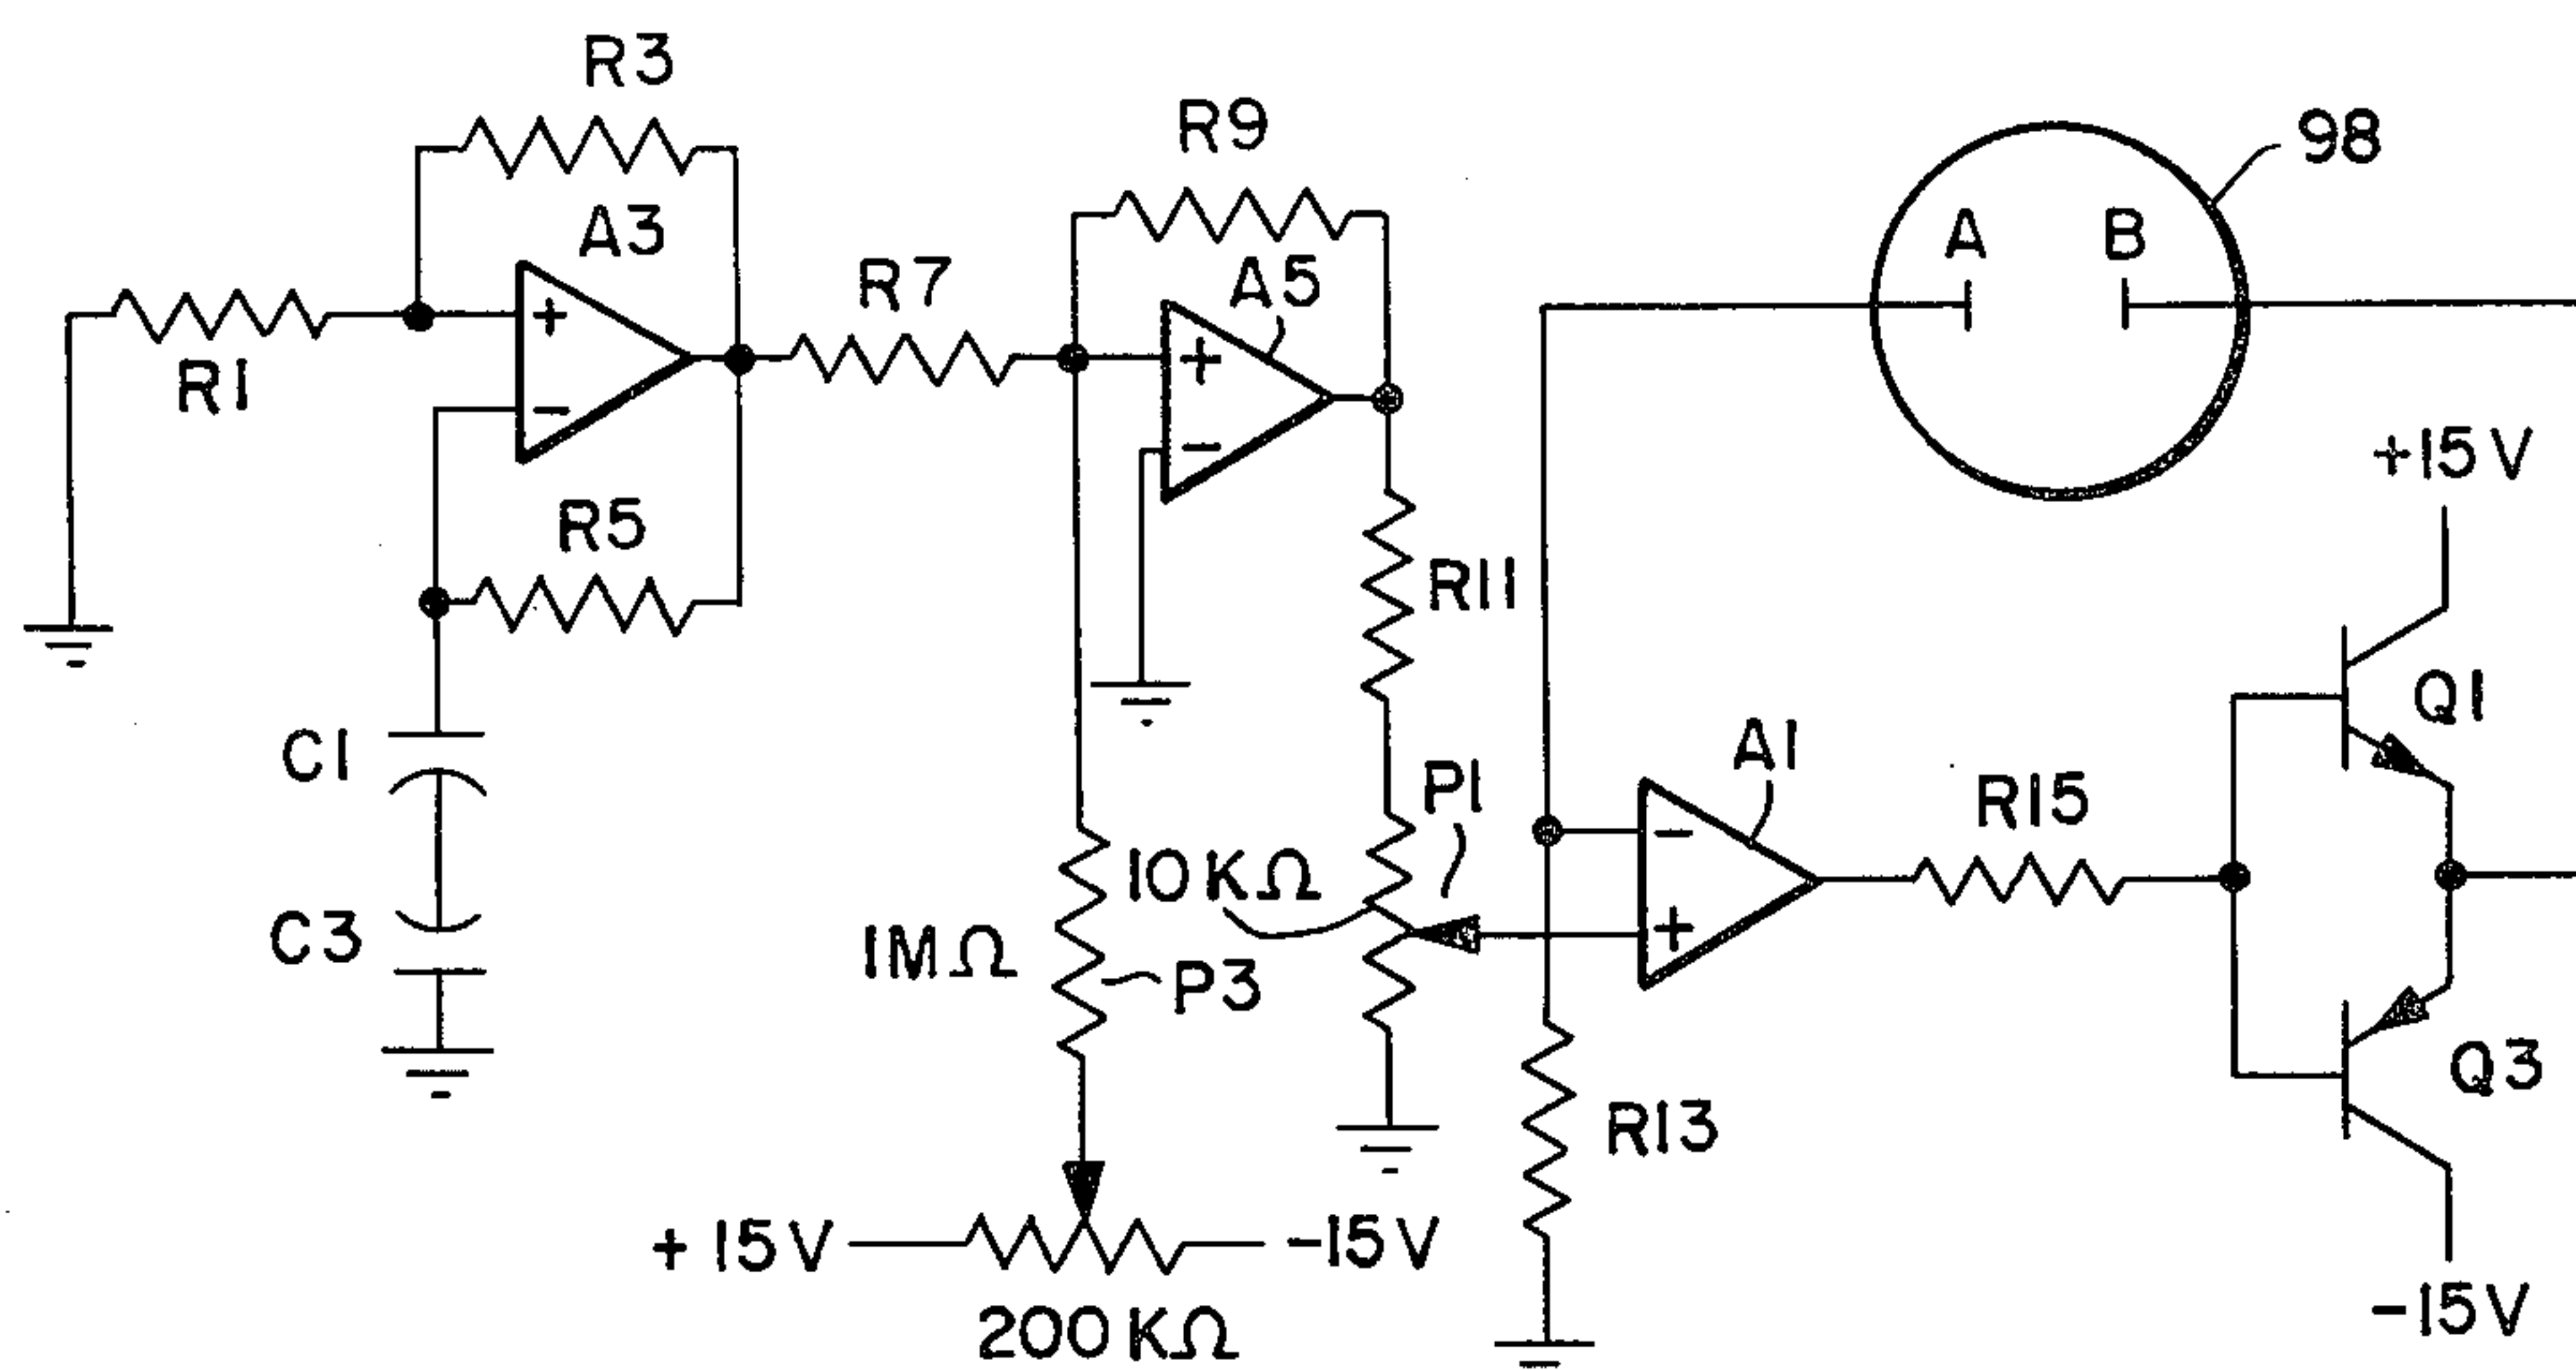 R3
R9
98
A3
A
B
R7
A5
+
+
R1
−
+15V
−
R5
R11
Q1
C1
A1
P1
R15
−
10KΩ
C3
1MΩ
+
P3
Q3
R13
+15V
−15V
−15V
200KΩ